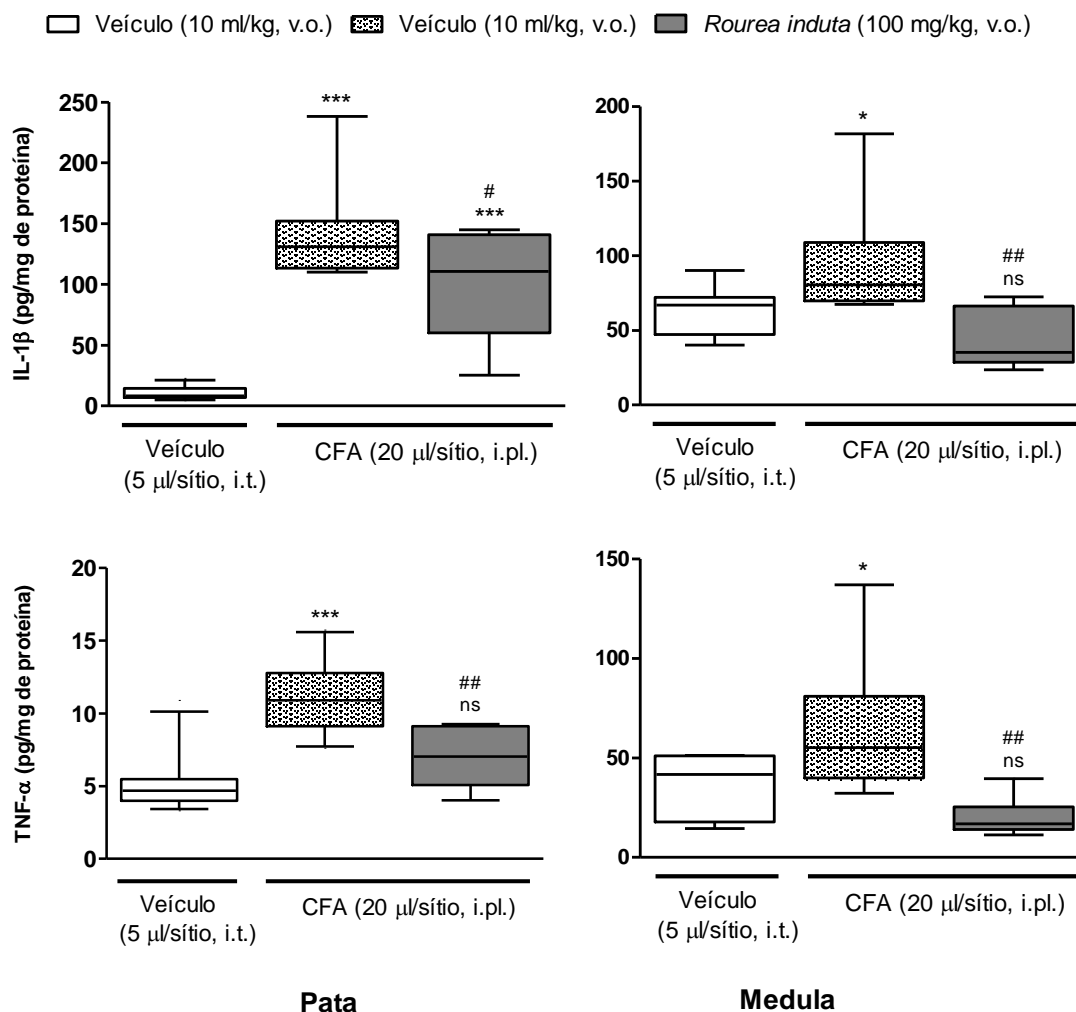 Veículo (10 ml/kg, v.o.) Veículo (10 ml/kg, v.o.) Rourea induta (100 mg/kg, v.o.)
IL-1β (pg/mg de proteína)
250
200
150
100
50
0
***
#
***
Veículo
(5 μl/sítio, i.t.)
CFA (20 μl/sítio, i.pl.)
200
150
100
50
0
*
##
ns
Veículo
(5 μl/sítio, i.t.)
CFA (20 μl/sítio, i.pl.)
TNF-α (pg/mg de proteína)
20
15
10
5
0
***
##
ns
Veículo
(5 μl/sítio, i.t.)
CFA (20 μl/sítio, i.pl.)
150
100
50
0
*
##
ns
Veículo
(5 μl/sítio, i.t.)
CFA (20 μl/sítio, i.pl.)
Pata
Medula